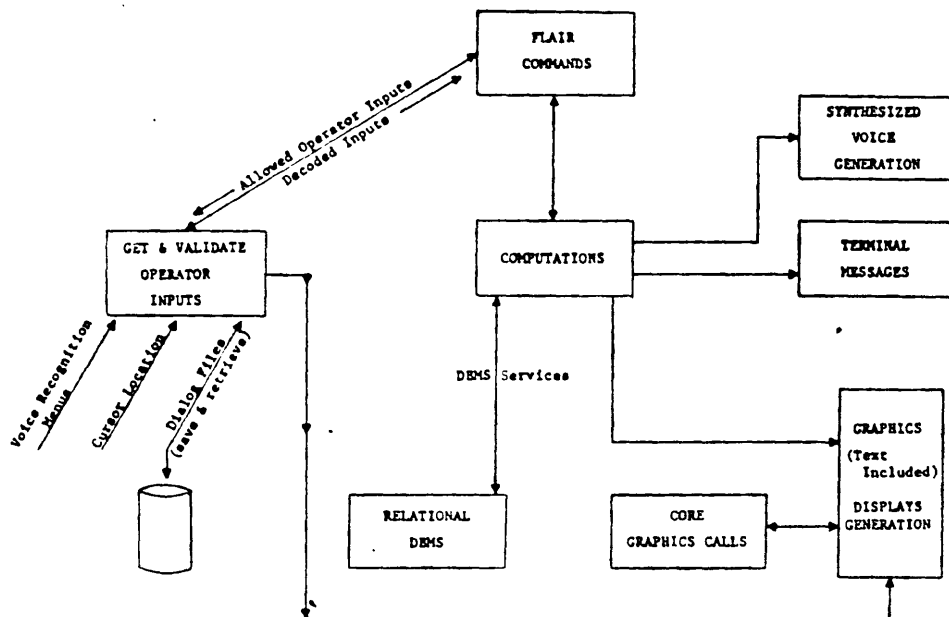 FLAIR
COMMANDS
Allowed Operator Inputs
Decoded Inputs
SYNTHESIZED
VOICE
GENERATION
GET & VALIDATE
OPERATOR
INPUTS
COMPUTATIONS
TERMINAL
MESSAGES
Voice Recognition
Menus
Cursor Location
Dialog Files
(save & retrieve)
DBMS Services
GRAPHICS
(Text
Included)
DISPLAYS
GENERATION
RELATIONAL
DBMS
CORE
GRAPHICS CALLS